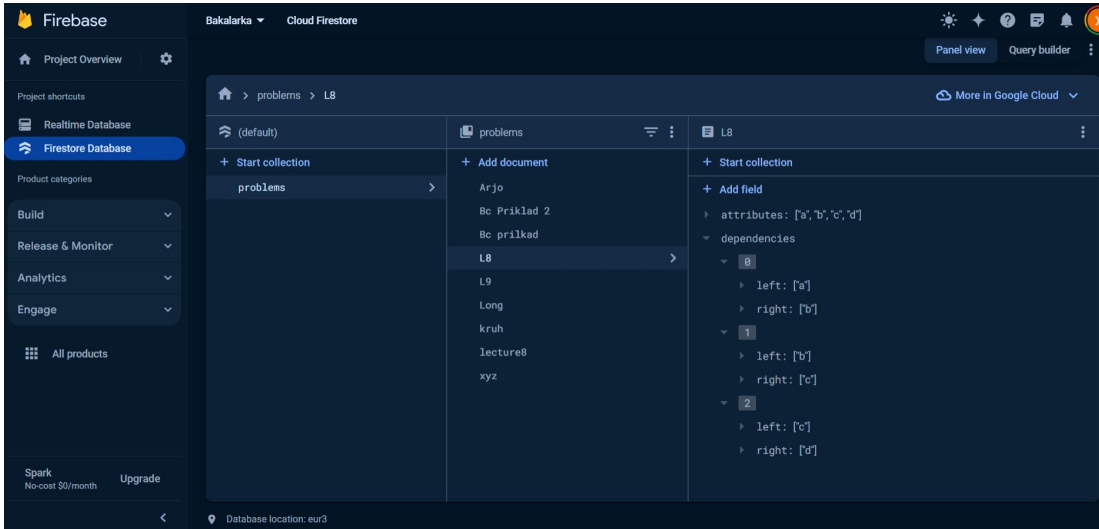 Firebase
Project Overview
Project shortcuts
Realtime Database
Firestore Database
Product categories
Build
Release & Monitor
Analytics
Engage
All products
Spark
No-cost $0/month
Upgrade
Bakalarka
Cloud Firestore
Panel view
Query builder
problems > L8
More in Google Cloud
(default)
+ Start collection
problems
problems
+ Add document
Arjo
Bc Priklad 2
Bc prilkad
L8
L9
Long
kruh
lecture8
xyz
L8
+ Start collection
+ Add field
attributes: ["a", "b", "c", "d"]
dependencies
0
left: ["a"]
right: ["b"]
1
left: ["b"]
right: ["c"]
2
left: ["c"]
right: ["d"]
Database location: eur3